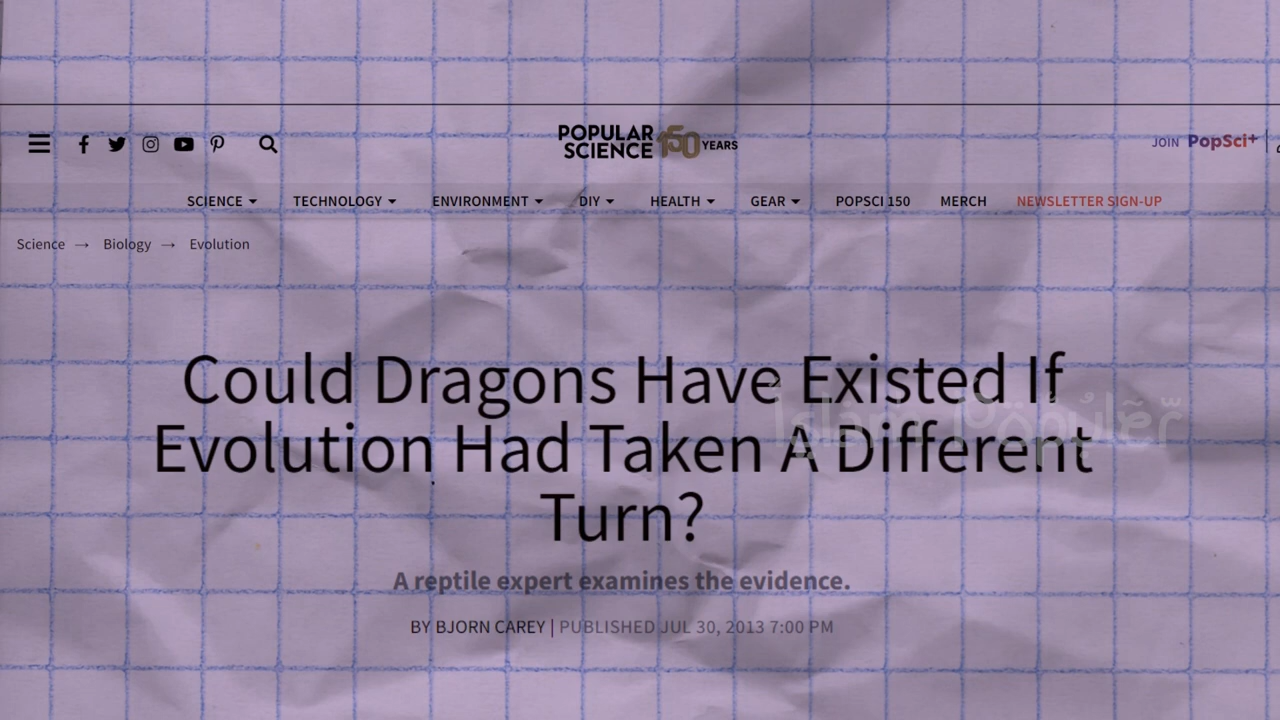 POPULAR
SCIENCE 150 YEARS
JOIN PopSci+
SCIENCE TECHNOLOGY ENVIRONMENT DIY HEALTH GEAR POPSCI 150 MERCH NEWSLETTER SIGN-UP
Science → Biology → Evolution
Could Dragons Have Existed If
Evolution Had Taken A Different
Turn?
A reptile expert examines the evidence.
BY BJORN CAREY | PUBLISHED JUL 30, 2013 7:00 PM